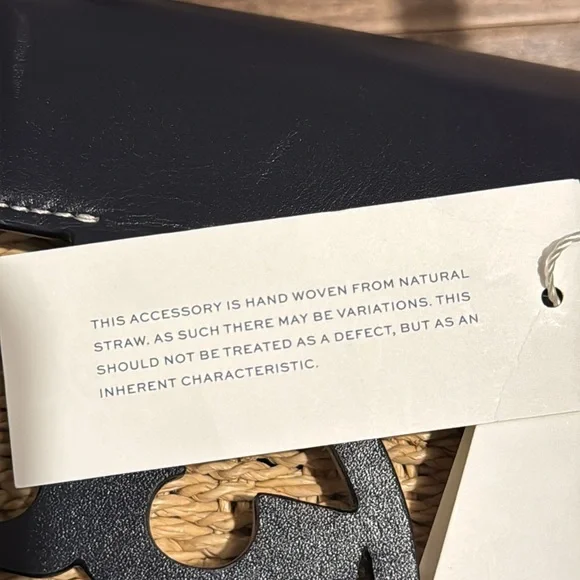 THIS ACCESSORY IS HAND WOVEN FROM NATURAL
STRAW. AS SUCH THERE MAY BE VARIATIONS. THIS
SHOULD NOT BE TREATED AS A DEFECT, BUT AS AN
INHERENT CHARACTERISTIC.